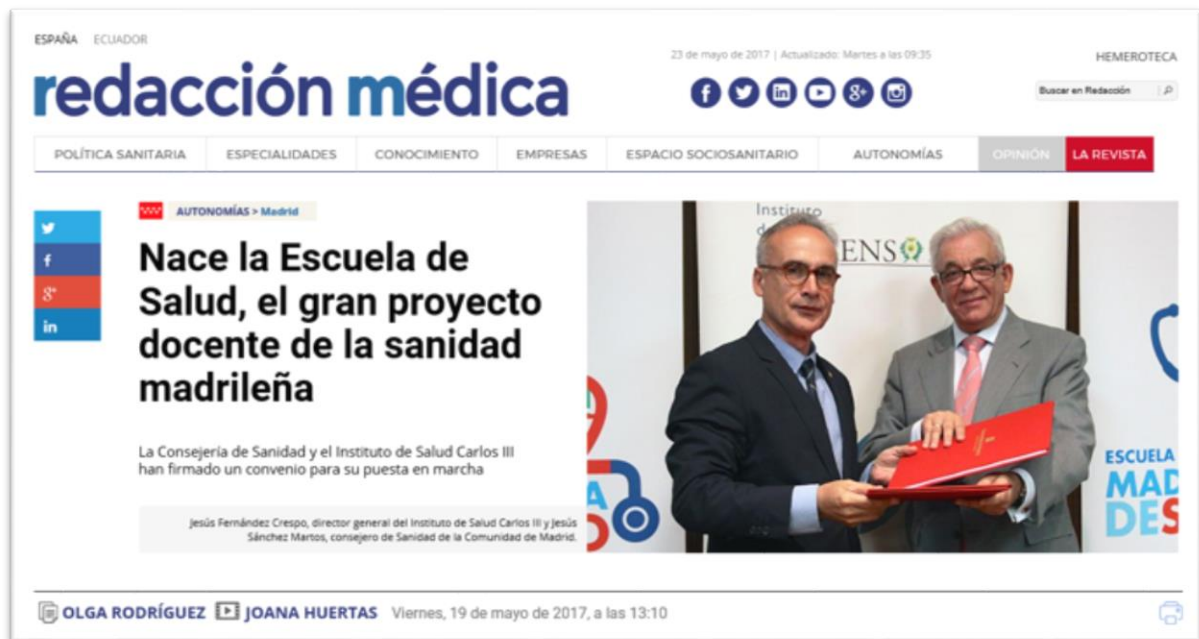 ESPAÑA ECUADOR
redacción médica
23 de mayo de 2017 | Actualizado: Martes a las 09:35
HEMEROTECA
Buscar en Redacción
POLÍTICA SANITARIA ESPECIALIDADES CONOCIMIENTO EMPRESAS ESPACIO SOCIOSANITARIO AUTONOMÍAS OPINIÓN LA REVISTA
AUTONOMÍAS > Madrid
Nace la Escuela de
Salud, el gran proyecto
docente de la sanidad
madrileña
La Consejería de Sanidad y el Instituto de Salud Carlos III
han firmado un convenio para su puesta en marcha
Jesús Fernández Crespo, director general del Instituto de Salud Carlos III y Jesús
Sánchez Martos, consejero de Sanidad de la Comunidad de Madrid.
Instituto
ENS
ESCUELA
MAD
DES
OLGA RODRÍGUEZ JOANA HUERTAS Viernes, 19 de mayo de 2017, a las 13:10